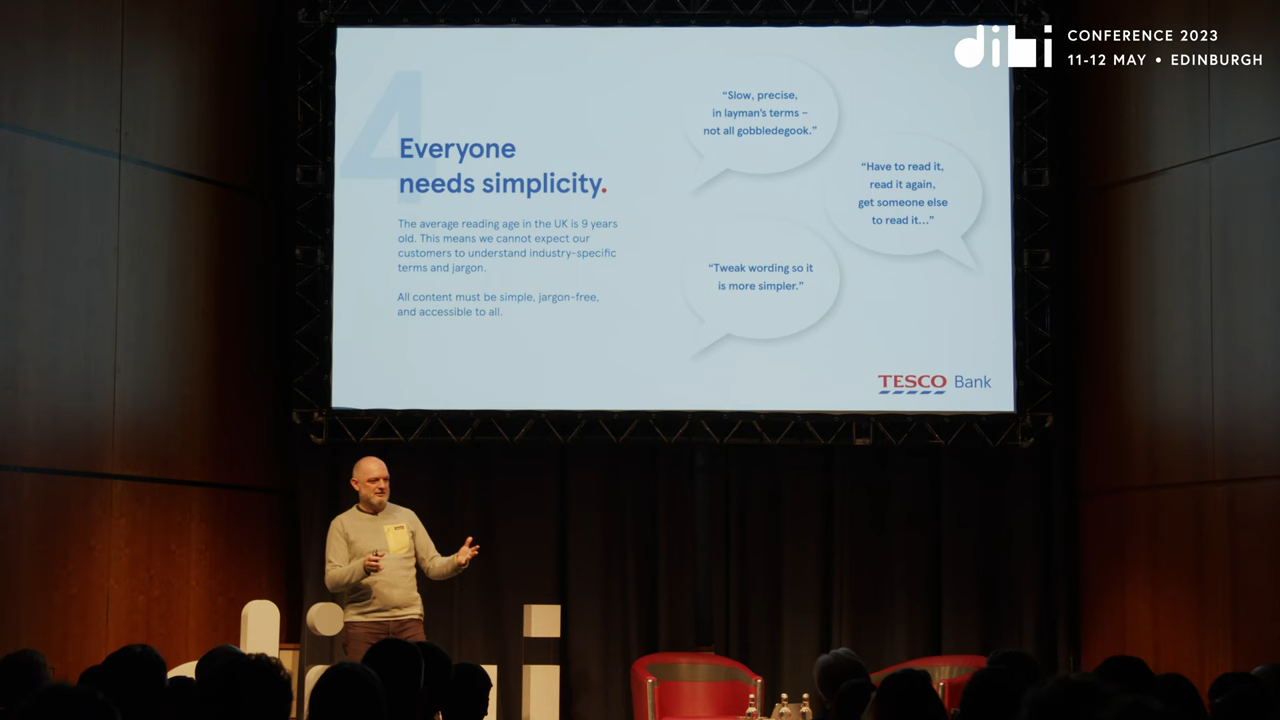 dibi
CONFERENCE 2023
11-12 MAY • EDINBURGH
4
Everyone
needs simplicity.
The average reading age in the UK is 9 years
old. This means we cannot expect our
customers to understand industry-specific
terms and jargon.
All content must be simple, jargon-free,
and accessible to all.
“Slow, precise,
in layman’s terms –
not all gobbledegook.”
“Have to read it,
read it again,
get someone else
to read it...”
“Tweak wording so it
is more simpler.”
TESCO Bank